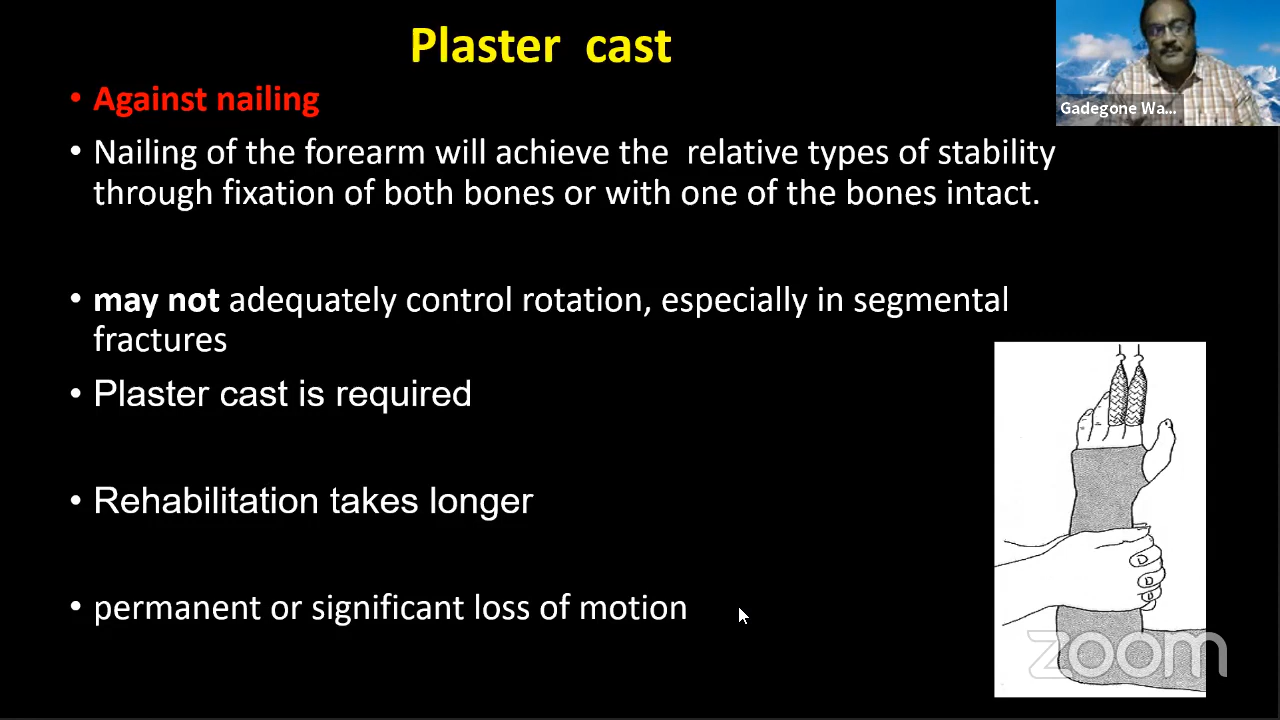 Plaster cast
• Against nailing
Gadegone Wa...
• Nailing of the forearm will achieve the relative types of stability
through fixation of both bones or with one of the bones intact.
• may not adequately control rotation, especially in segmental
fractures
• Plaster cast is required
• Rehabilitation takes longer
• permanent or significant loss of motion
zoom